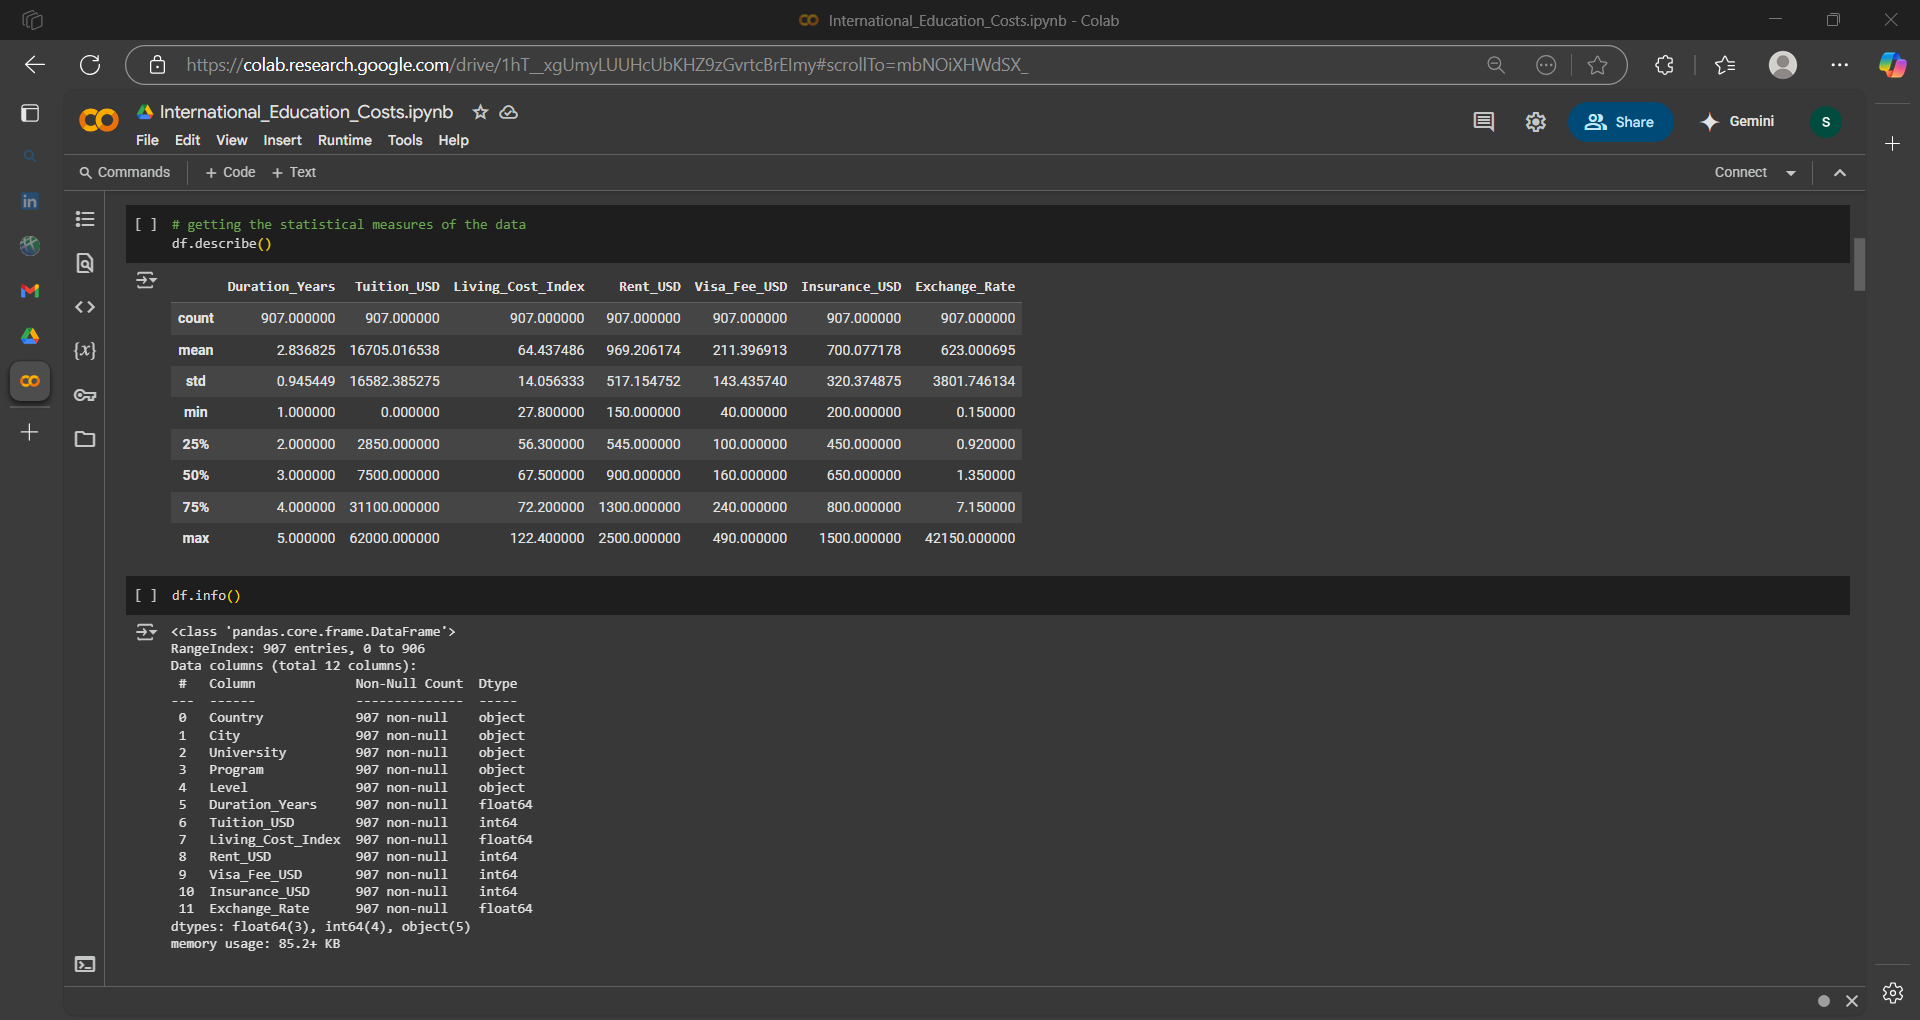 International_Education_Costs.ipynb - Colab
https://colab.research.google.com/drive/1hT__xgUmyLUUHcUbKHZ9zGvrtcBrEImy#scrollTo=mbNOiXHWdSX_
International_Education_Costs.ipynb
File Edit View Insert Runtime Tools Help
Share
Gemini
S
Commands + Code + Text
Connect
[ ] # getting the statistical measures of the data
df.describe()
Duration_Years Tuition_USD Living_Cost_Index Rent_USD Visa_Fee_USD Insurance_USD Exchange_Rate
count 907.000000 907.000000 907.000000 907.000000 907.000000 907.000000 907.000000
mean 2.836825 16705.016538 64.437486 969.206174 211.396913 700.077178 623.000695
std 0.945449 16582.385275 14.056333 517.154752 143.435740 320.374875 3801.746134
min 1.000000 0.000000 27.800000 150.000000 40.000000 200.000000 0.150000
25% 2.000000 2850.000000 56.300000 545.000000 100.000000 450.000000 0.920000
50% 3.000000 7500.000000 67.500000 900.000000 160.000000 650.000000 1.350000
75% 4.000000 31100.000000 72.200000 1300.000000 240.000000 800.000000 7.150000
max 5.000000 62000.000000 122.400000 2500.000000 490.000000 1500.000000 42150.000000
[ ] df.info()
<class 'pandas.core.frame.DataFrame'>
RangeIndex: 907 entries, 0 to 906
Data columns (total 12 columns):
# Column Non-Null Count Dtype
--- ------ -------------- -----
0 Country 907 non-null object
1 City 907 non-null object
2 University 907 non-null object
3 Program 907 non-null object
4 Level 907 non-null object
5 Duration_Years 907 non-null float64
6 Tuition_USD 907 non-null int64
7 Living_Cost_Index 907 non-null float64
8 Rent_USD 907 non-null int64
9 Visa_Fee_USD 907 non-null int64
10 Insurance_USD 907 non-null int64
11 Exchange_Rate 907 non-null float64
dtypes: float64(3), int64(4), object(5)
memory usage: 85.2+ KB